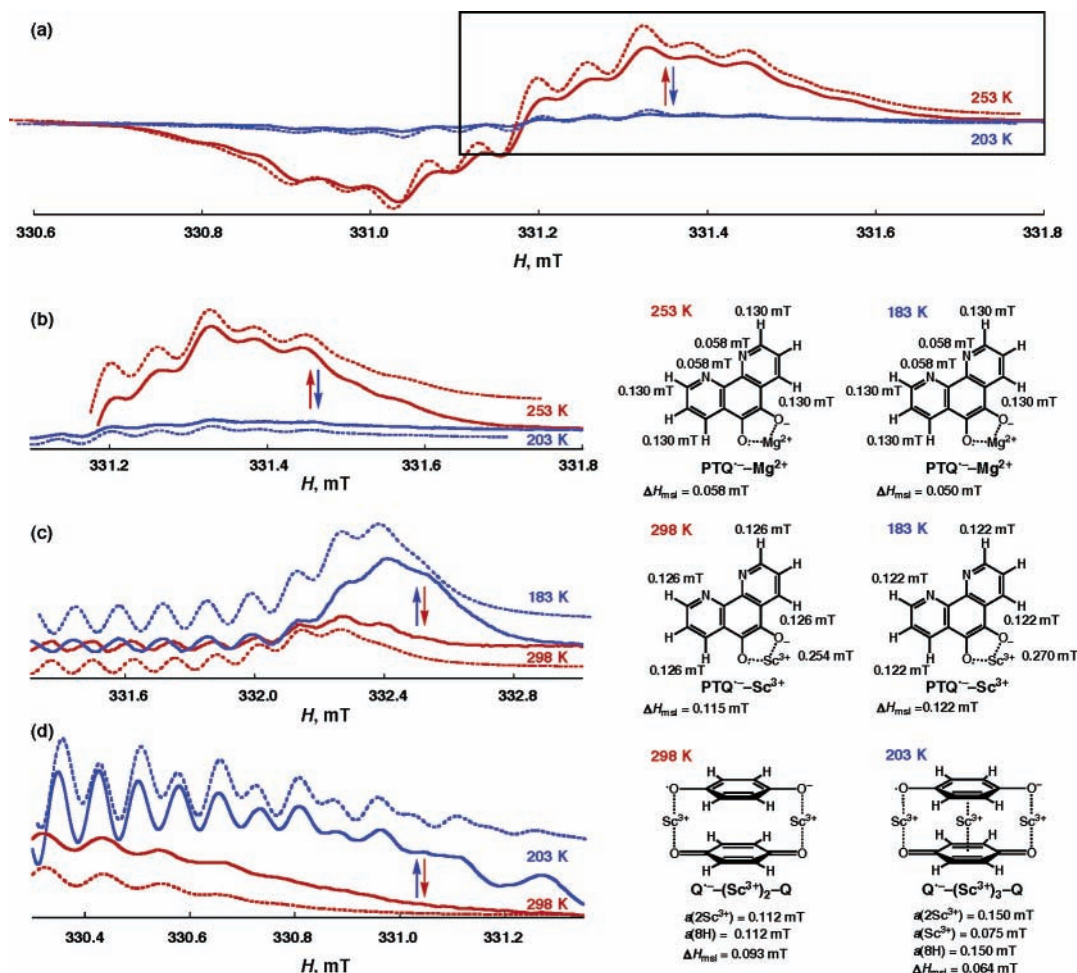 (a)
253 K
203 K
330.6 330.8 331.0 331.2 331.4 331.6 331.8
H, mT
(b)
253 K
203 K
331.2 331.4 331.6 331.8
H, mT
253 K
0.130 mT
H
0.058 mT
N
H
0.058 mT
0.130 mT
N
H
H
H
0.130 mT
O⁻
H
O
Mg²⁺
0.130 mT
PTQ•⁻–Mg²⁺
ΔHmsl = 0.058 mT
183 K
0.130 mT
H
0.058 mT
N
H
0.058 mT
0.130 mT
N
H
H
H
0.130 mT
O⁻
H
O
Mg²⁺
0.130 mT
PTQ•⁻–Mg²⁺
ΔHmsl = 0.050 mT
(c)
183 K
298 K
331.6 332.0 332.4 332.8
H, mT
298 K
0.126 mT
H
N
H
0.126 mT
N
H
H
H
0.126 mT
O⁻
H
O
Sc³⁺
0.254 mT
0.126 mT
PTQ•⁻–Sc³⁺
ΔHmsl = 0.115 mT
183 K
0.122 mT
H
N
H
0.122 mT
N
H
H
H
0.122 mT
O⁻
H
O
Sc³⁺
0.270 mT
0.122 mT
PTQ•⁻–Sc³⁺
ΔHmsl =0.122 mT
(d)
203 K
298 K
330.4 330.6 330.8 331.0 331.2
H, mT
298 K
H H
·O O⁻
H H
Sc³⁺ Sc³⁺
H H
O O
H H
Q•⁻–(Sc³⁺)₂–Q
a(2Sc³⁺) = 0.112 mT
a(8H) = 0.112 mT
ΔHmsl = 0.093 mT
203 K
H H
·O O⁻
H H
Sc³⁺ Sc³⁺ Sc³⁺
H H
O O
H H
Q•⁻–(Sc³⁺)₃–Q
a(2Sc³⁺) = 0.150 mT
a(Sc³⁺) = 0.075 mT
a(8H) = 0.150 mT
ΔHmsl = 0.064 mT